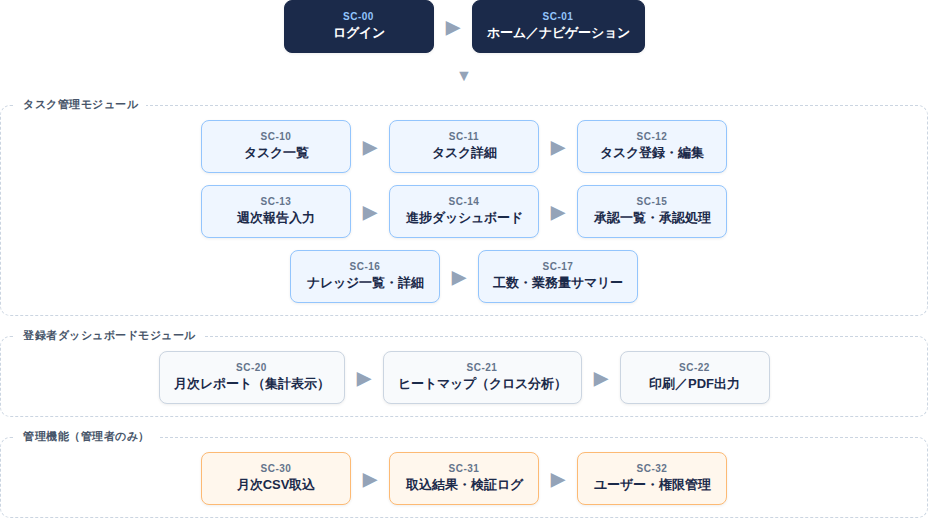 SC-00
ログイン
SC-01
ホーム／ナビゲーション
タスク管理モジュール
SC-10
タスク一覧
SC-11
タスク詳細
SC-12
タスク登録・編集
SC-13
週次報告入力
SC-14
進捗ダッシュボード
SC-15
承認一覧・承認処理
SC-16
ナレッジ一覧・詳細
SC-17
工数・業務量サマリー
登録者ダッシュボードモジュール
SC-20
月次レポート（集計表示）
SC-21
ヒートマップ（クロス分析）
SC-22
印刷／PDF出力
管理機能（管理者のみ）
SC-30
月次CSV取込
SC-31
取込結果・検証ログ
SC-32
ユーザー・権限管理